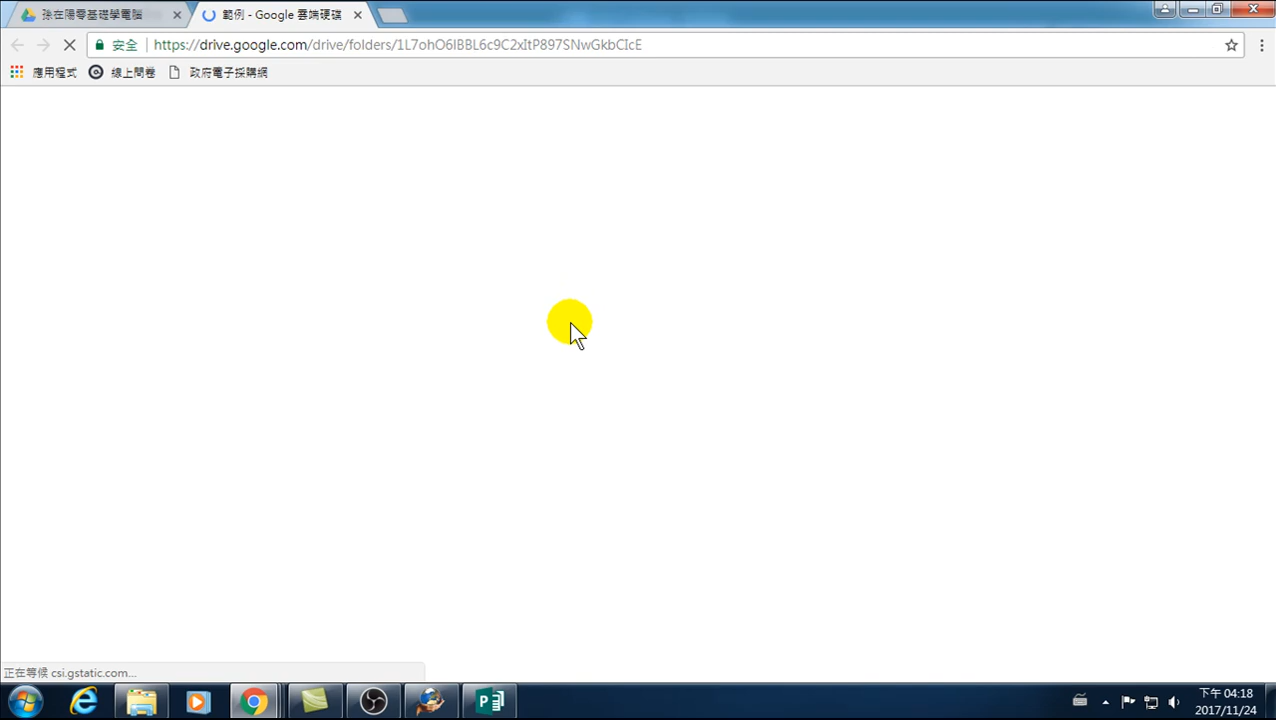 孫在陽零基礎學電腦
範例 - Google 雲端硬碟
安全
https://drive.google.com/drive/folders/1L7ohO6IBBL6c9C2xItP897SNwGkbCIcE
應用程式
線上問卷
政府電子採購網
正在等候 csi.gstatic.com...
下午 04:18
2017/11/24